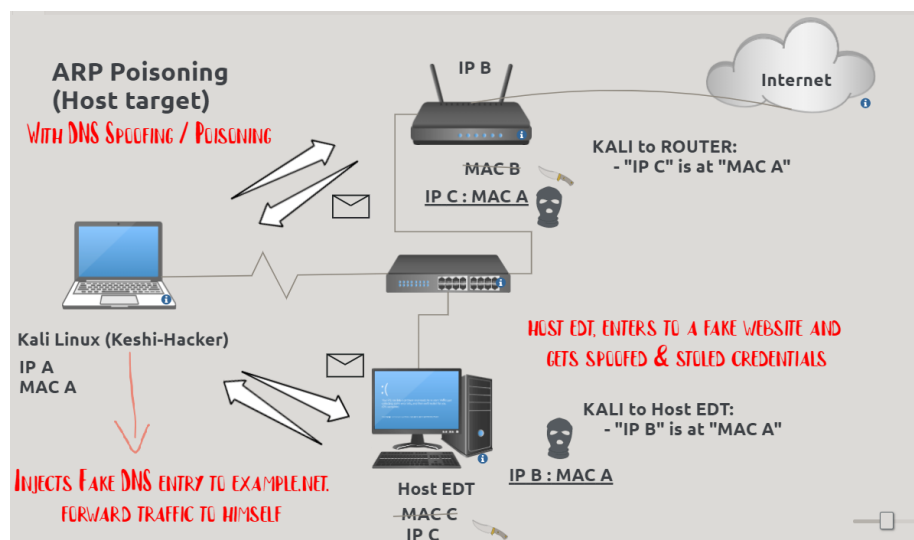 ARP Poisoning
(Host target)
WITH DNS SPOOFING / POISONING
IP B
Internet
KALI to ROUTER:
- "IP C" is at "MAC A"
MAC B
IP C : MAC A
Kali Linux (Keshi-Hacker)
IP A
MAC A
HOST EDT, ENTERS TO A FAKE WEBSITE AND
GETS SPOOFED & STOLED CREDENTIALS
KALI to Host EDT:
- "IP B" is at "MAC A"
IP B : MAC A
INJECTS FAKE DNS ENTRY TO EXAMPLE.NET.
FORWARD TRAFFIC TO HIMSELF
Host EDT
MAC C
IP C